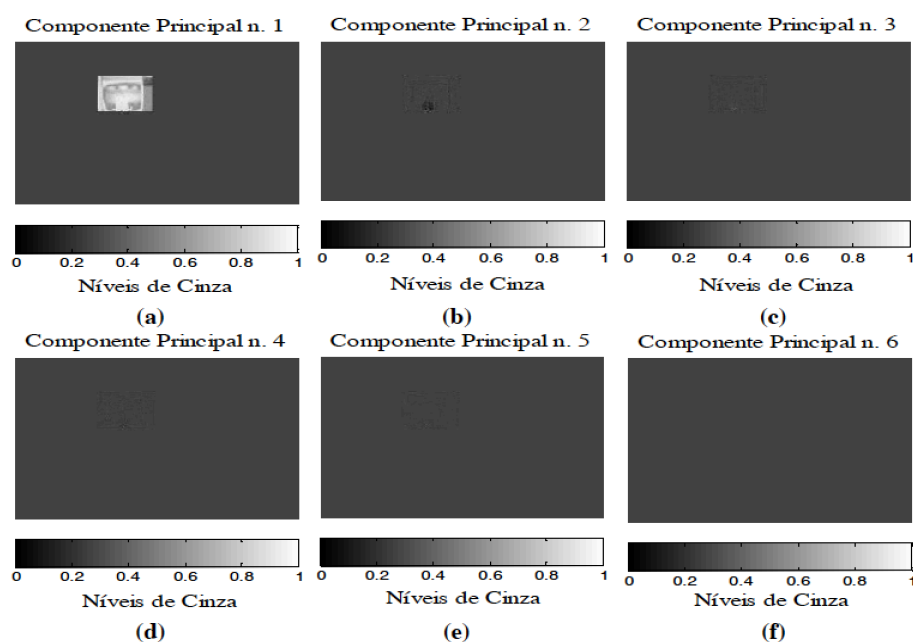 Componente Principal n. 1
Componente Principal n. 2
Componente Principal n. 3
0 0.2 0.4 0.6 0.8 1
0 0.2 0.4 0.6 0.8 1
0 0.2 0.4 0.6 0.8 1
Níveis de Cinza
Níveis de Cinza
Níveis de Cinza
(a)
(b)
(c)
Componente Principal n. 4
Componente Principal n. 5
Componente Principal n. 6
0 0.2 0.4 0.6 0.8 1
0 0.2 0.4 0.6 0.8 1
0 0.2 0.4 0.6 0.8 1
Níveis de Cinza
Níveis de Cinza
Níveis de Cinza
(d)
(e)
(f)